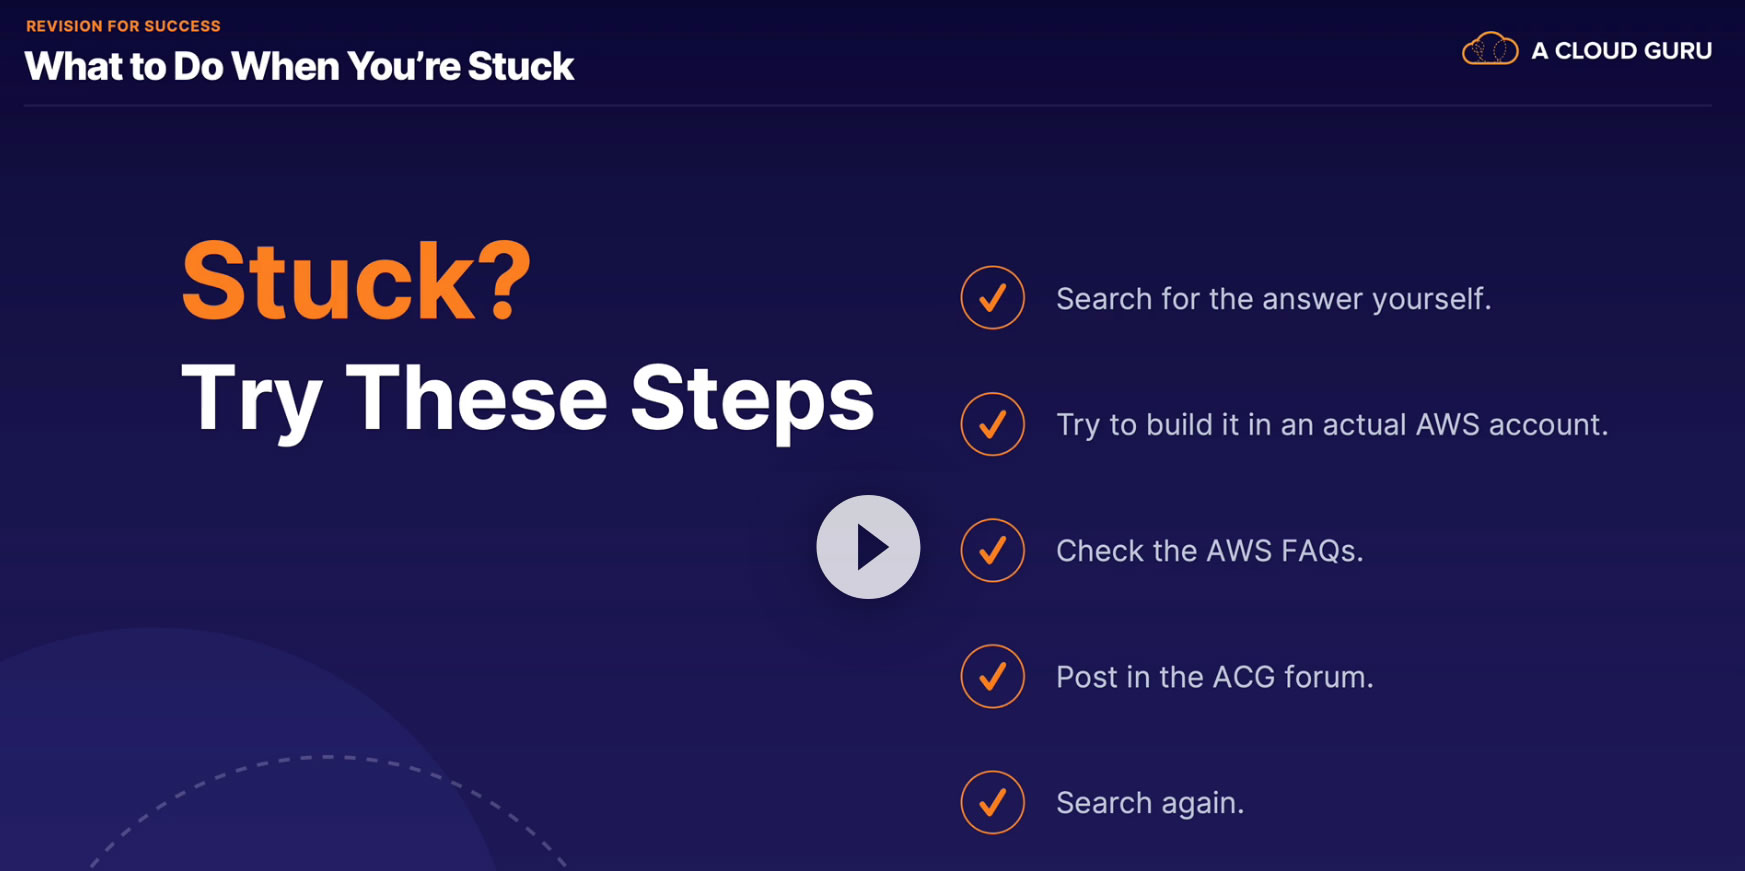 REVISION FOR SUCCESS
What to Do When You’re Stuck
A CLOUD GURU
Stuck?
Try These Steps
Search for the answer yourself.
Try to build it in an actual AWS account.
Check the AWS FAQs.
Post in the ACG forum.
Search again.